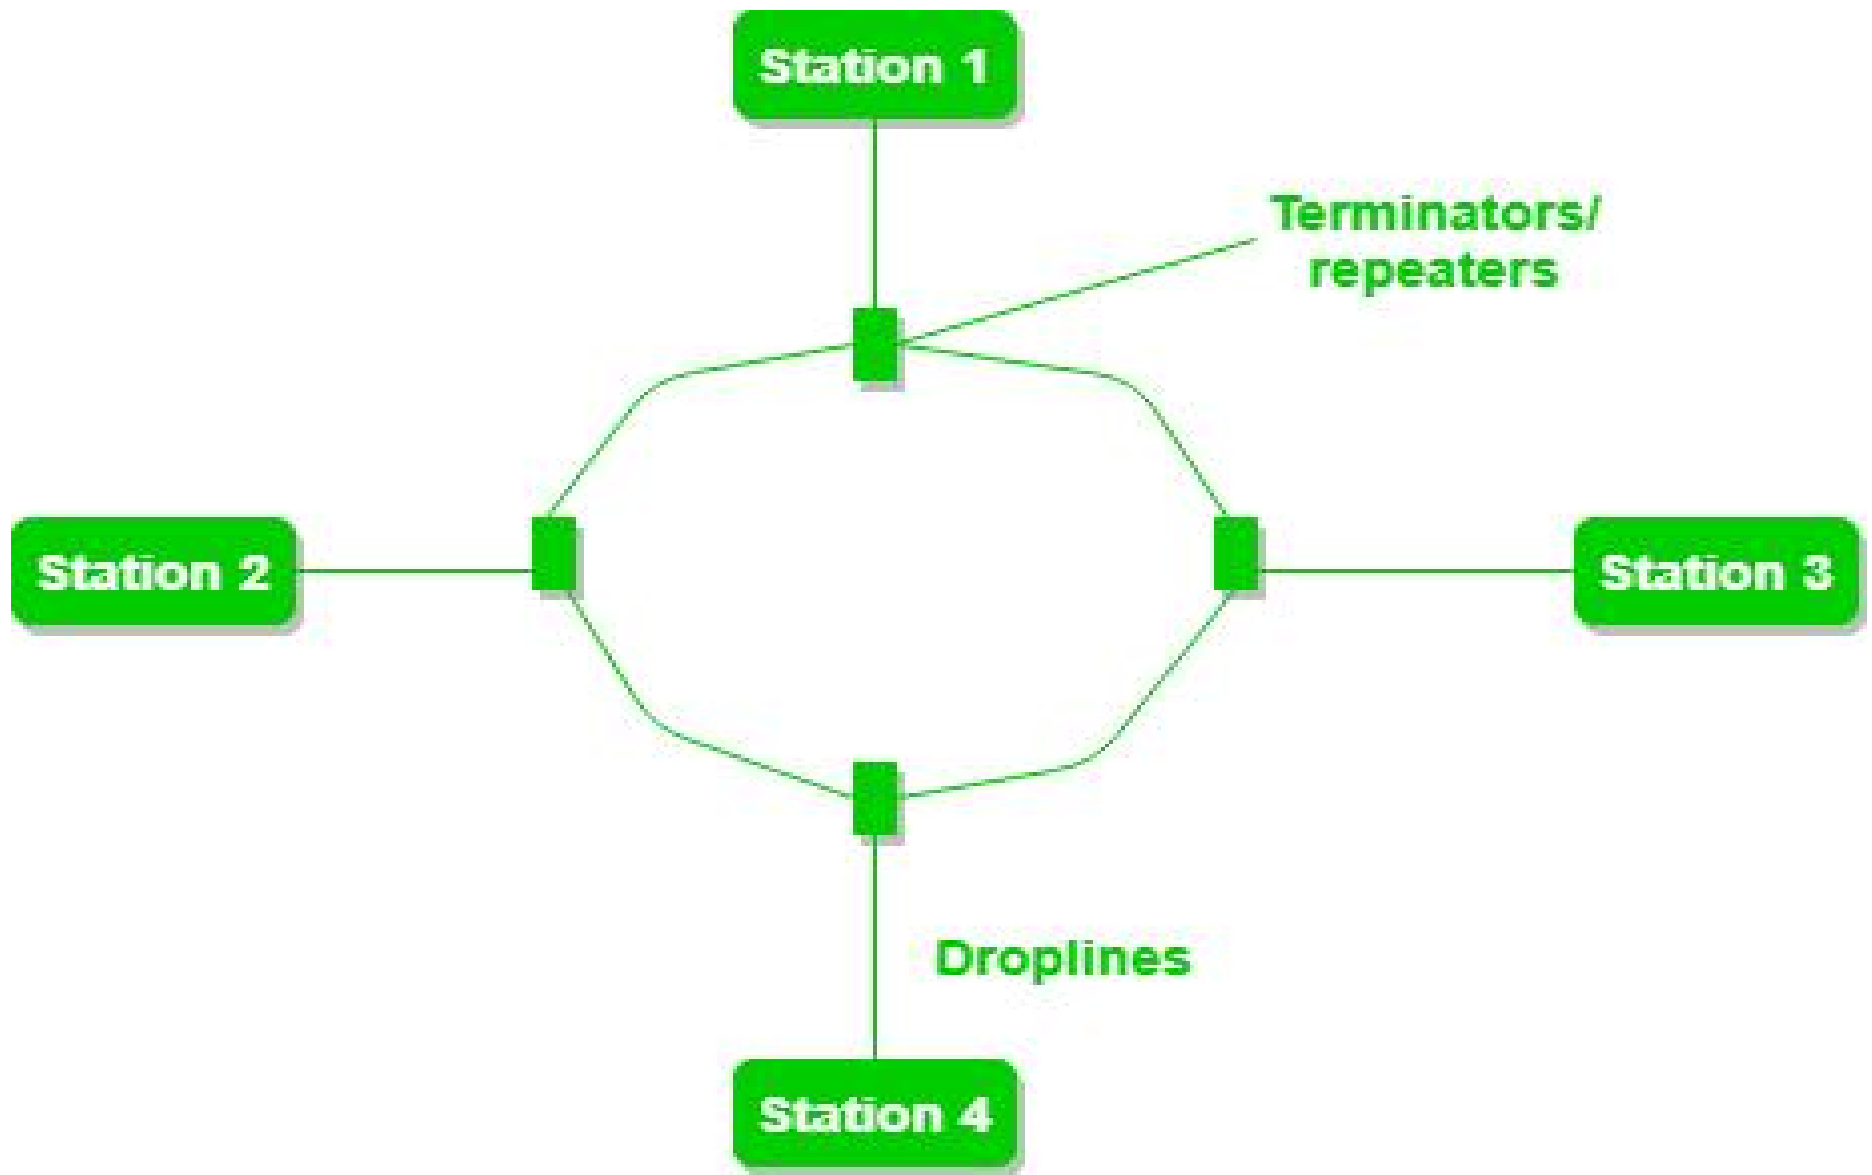 Station 1
Terminators/
repeaters
Station 2
Station 3
Droplines
Station 4